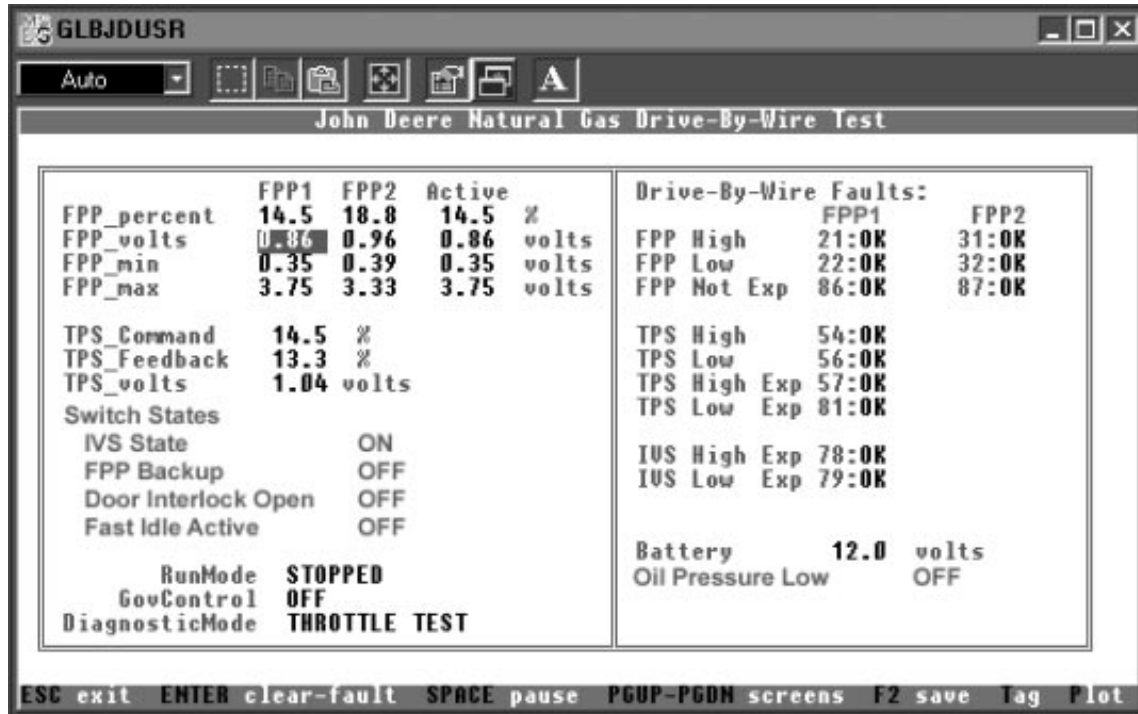 GLBJDUSR
Auto
A
John Deere Natural Gas Drive-By-Wire Test
FPP1 FPP2 Active
FPP_percent 14.5 18.8 14.5 %
FPP_volts 0.86 0.96 0.86 volts
FPP_min 0.35 0.39 0.35 volts
FPP_max 3.75 3.33 3.75 volts
TPS_Command 14.5 %
TPS_Feedback 13.3 %
TPS_volts 1.04 volts
Switch States
IVS State ON
FPP Backup OFF
Door Interlock Open OFF
Fast Idle Active OFF
RunMode STOPPED
GovControl OFF
DiagnosticMode THROTTLE TEST
Drive-By-Wire Faults:
FPP1 FPP2
FPP High 21:OK 31:OK
FPP Low 22:OK 32:OK
FPP Not Exp 86:OK 87:OK
TPS High 54:OK
TPS Low 56:OK
TPS High Exp 57:OK
TPS Low Exp 81:OK
IVS High Exp 78:OK
IVS Low Exp 79:OK
Battery 12.0 volts
Oil Pressure Low OFF
ESC exit ENTER clear-fault SPACE pause PGUP-PGDN screens F2 save Tag Plot